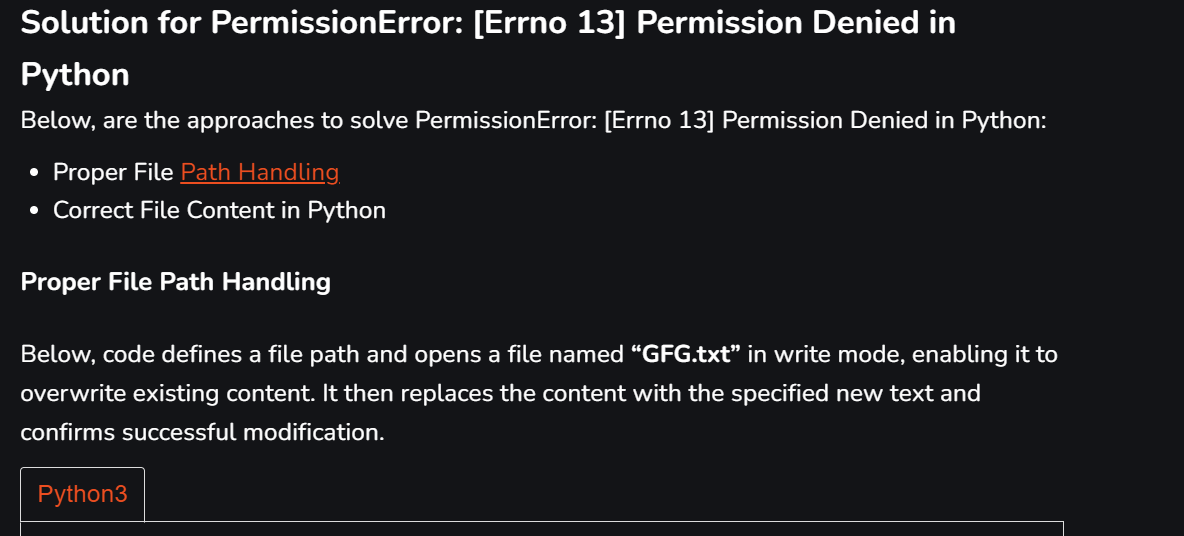 Solution for PermissionError: [Errno 13] Permission Denied in
Python
Below, are the approaches to solve PermissionError: [Errno 13] Permission Denied in Python:
• Proper File Path Handling
• Correct File Content in Python
Proper File Path Handling
Below, code defines a file path and opens a file named “GFG.txt” in write mode, enabling it to
overwrite existing content. It then replaces the content with the specified new text and
confirms successful modification.
Python3